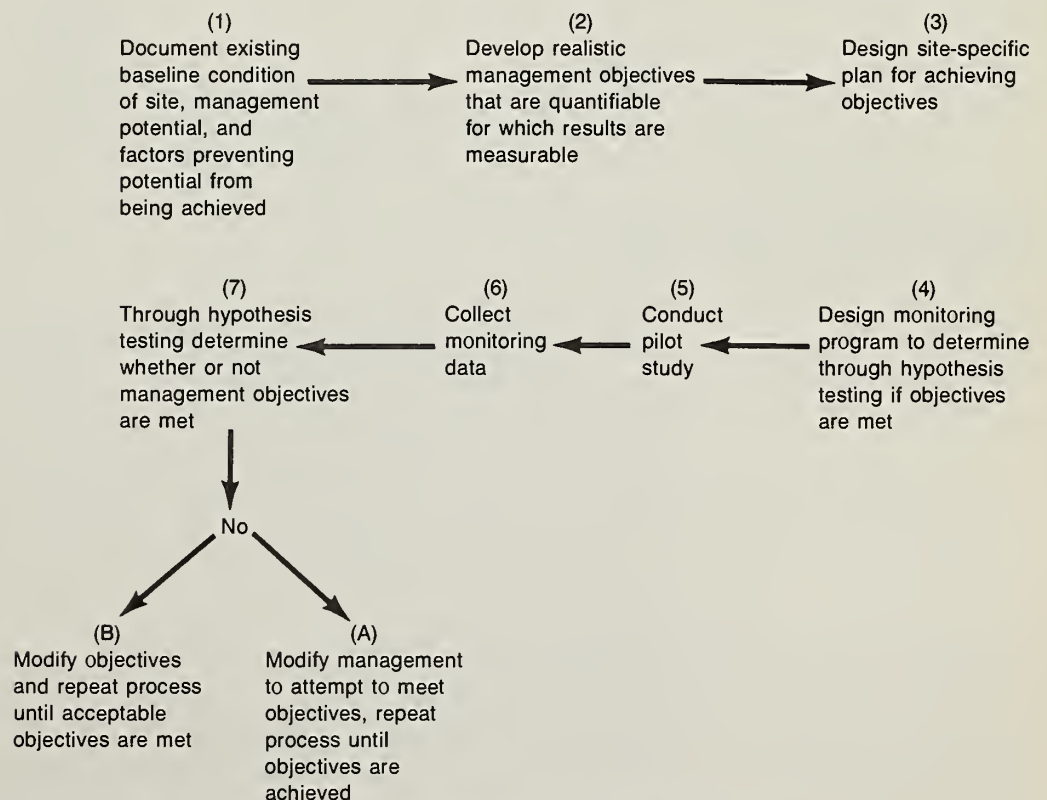 (1)
Document existing
baseline condition
of site, management
potential, and
factors preventing
potential from
being achieved
(2)
Develop realistic
management objectives
that are quantifiable
for which results are
measurable
(3)
Design site-specific
plan for achieving
objectives
(4)
Design monitoring
program to determine
through hypothesis
testing if objectives
are met
(5)
Conduct
pilot
study
(6)
Collect
monitoring
data
(7)
Through hypothesis
testing determine
whether or not
management objectives
are met
No
(B)
Modify objectives
and repeat process
until acceptable
objectives are met
(A)
Modify management
to attempt to meet
objectives, repeat
process until
objectives are
achieved